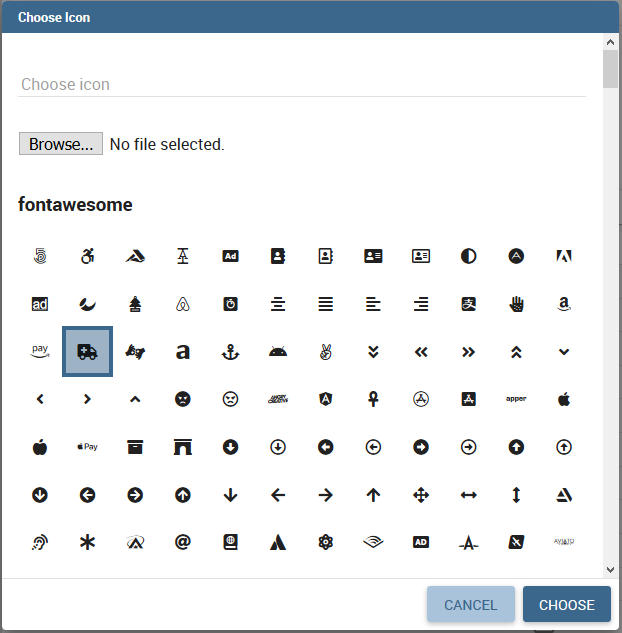 Choose Icon
Choose icon
Browse... No file selected.
fontawesome
Ad
ad
pay
a
a
apper
Pay
@
AD
CANCEL CHOOSE